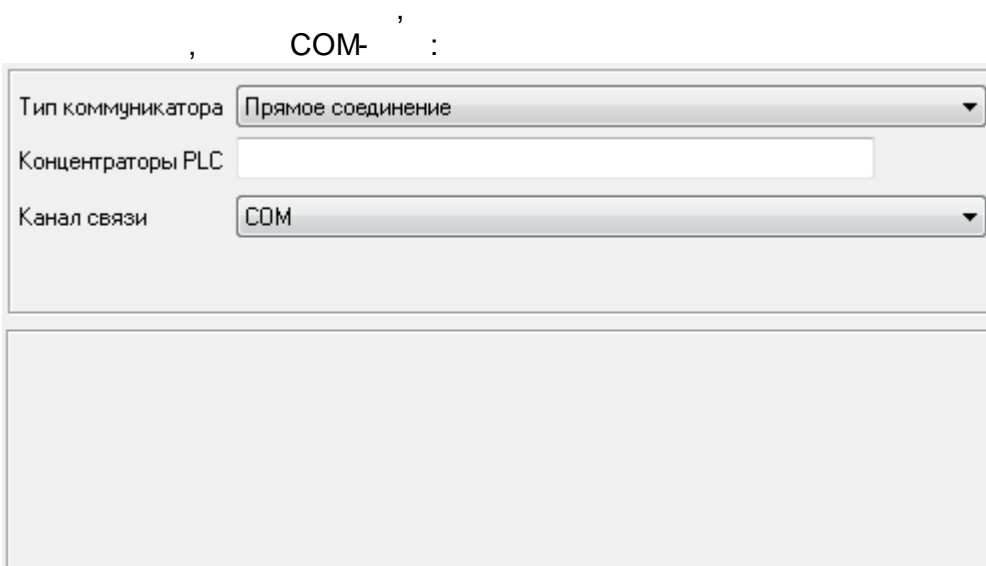 ,
, COM- :
Тип коммуникатора Прямое соединение
Концентраторы PLC
Канал связи COM